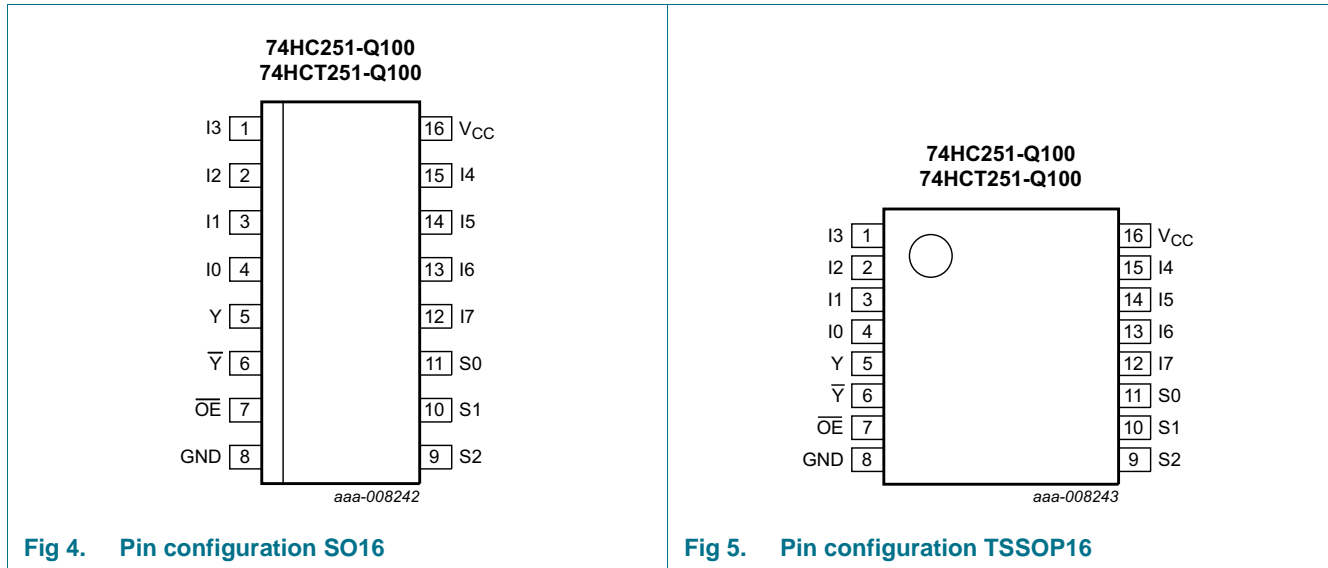 74HC251-Q100
74HCT251-Q100
I3 1 16 VCC
I2 2 15 I4
I1 3 14 I5
I0 4 13 I6
Y 5 12 I7
Y̅ 6 11 S0
O̅E̅ 7 10 S1
GND 8 9 S2
aaa-008242
Fig 4. Pin configuration SO16
74HC251-Q100
74HCT251-Q100
I3 1 16 VCC
I2 2 15 I4
I1 3 14 I5
I0 4 13 I6
Y 5 12 I7
Y̅ 6 11 S0
O̅E̅ 7 10 S1
GND 8 9 S2
aaa-008243
Fig 5. Pin configuration TSSOP16